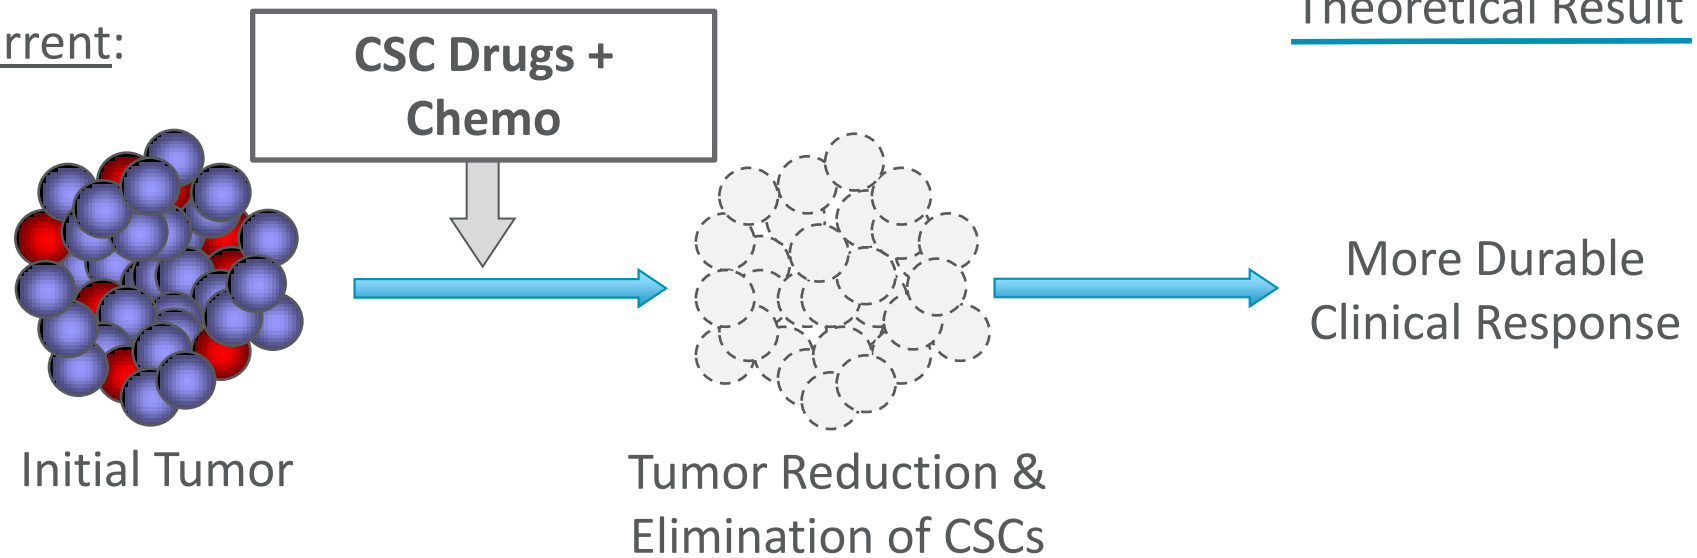 Theoretical Result
rrent:
CSC Drugs +
Chemo
More Durable
Clinical Response
Initial Tumor
Tumor Reduction &
Elimination of CSCs